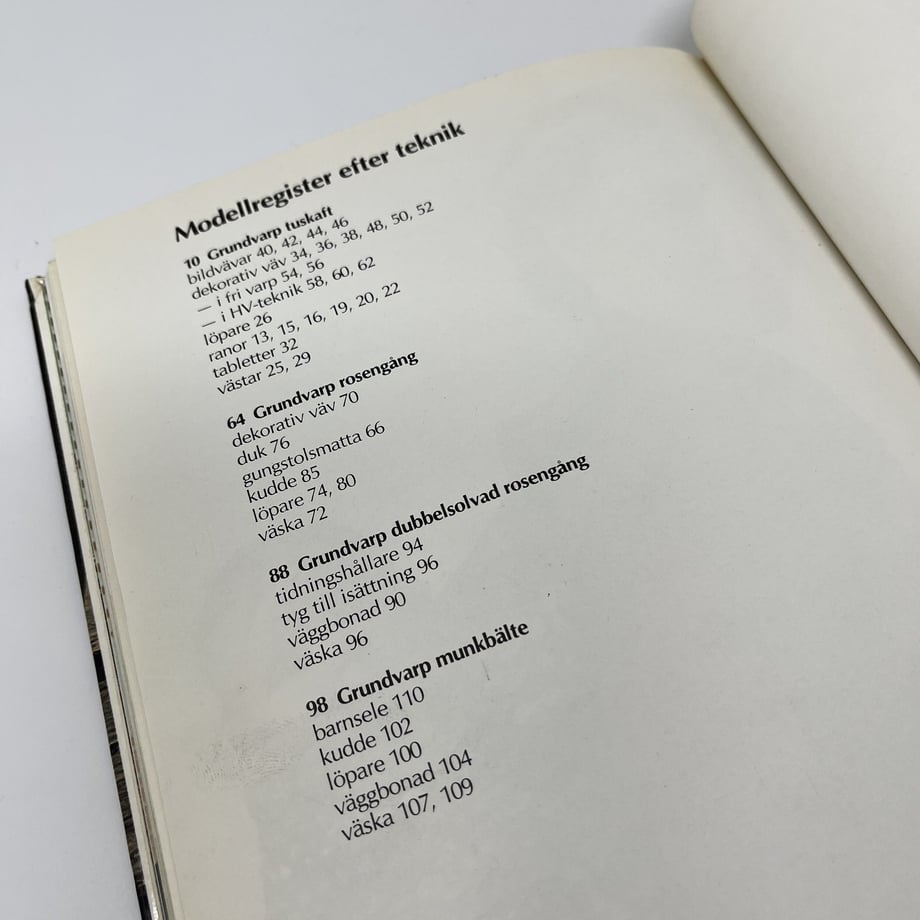 Modellregister efter teknik
10 Grundvarp tuskaft
bildvävar 40, 42, 44, 46
dekorativ väv 34, 36, 38, 48, 50, 52
— i fri varp 54, 56
— i HV-teknik 58, 60, 62
löpare 26
ranor 13, 15, 16, 19, 20, 22
tabletter 32
västar 25, 29
64 Grundvarp rosengång
dekorativ väv 70
duk 76
gungstolsmatta 66
kudde 85
löpare 74, 80
väska 72
88 Grundvarp dubbelsolvad rosengång
tidningshållare 94
tyg till isättning 96
väggbonad 90
väska 96
98 Grundvarp munkbälte
barnsele 110
kudde 102
löpare 100
väggbonad 104
väska 107, 109